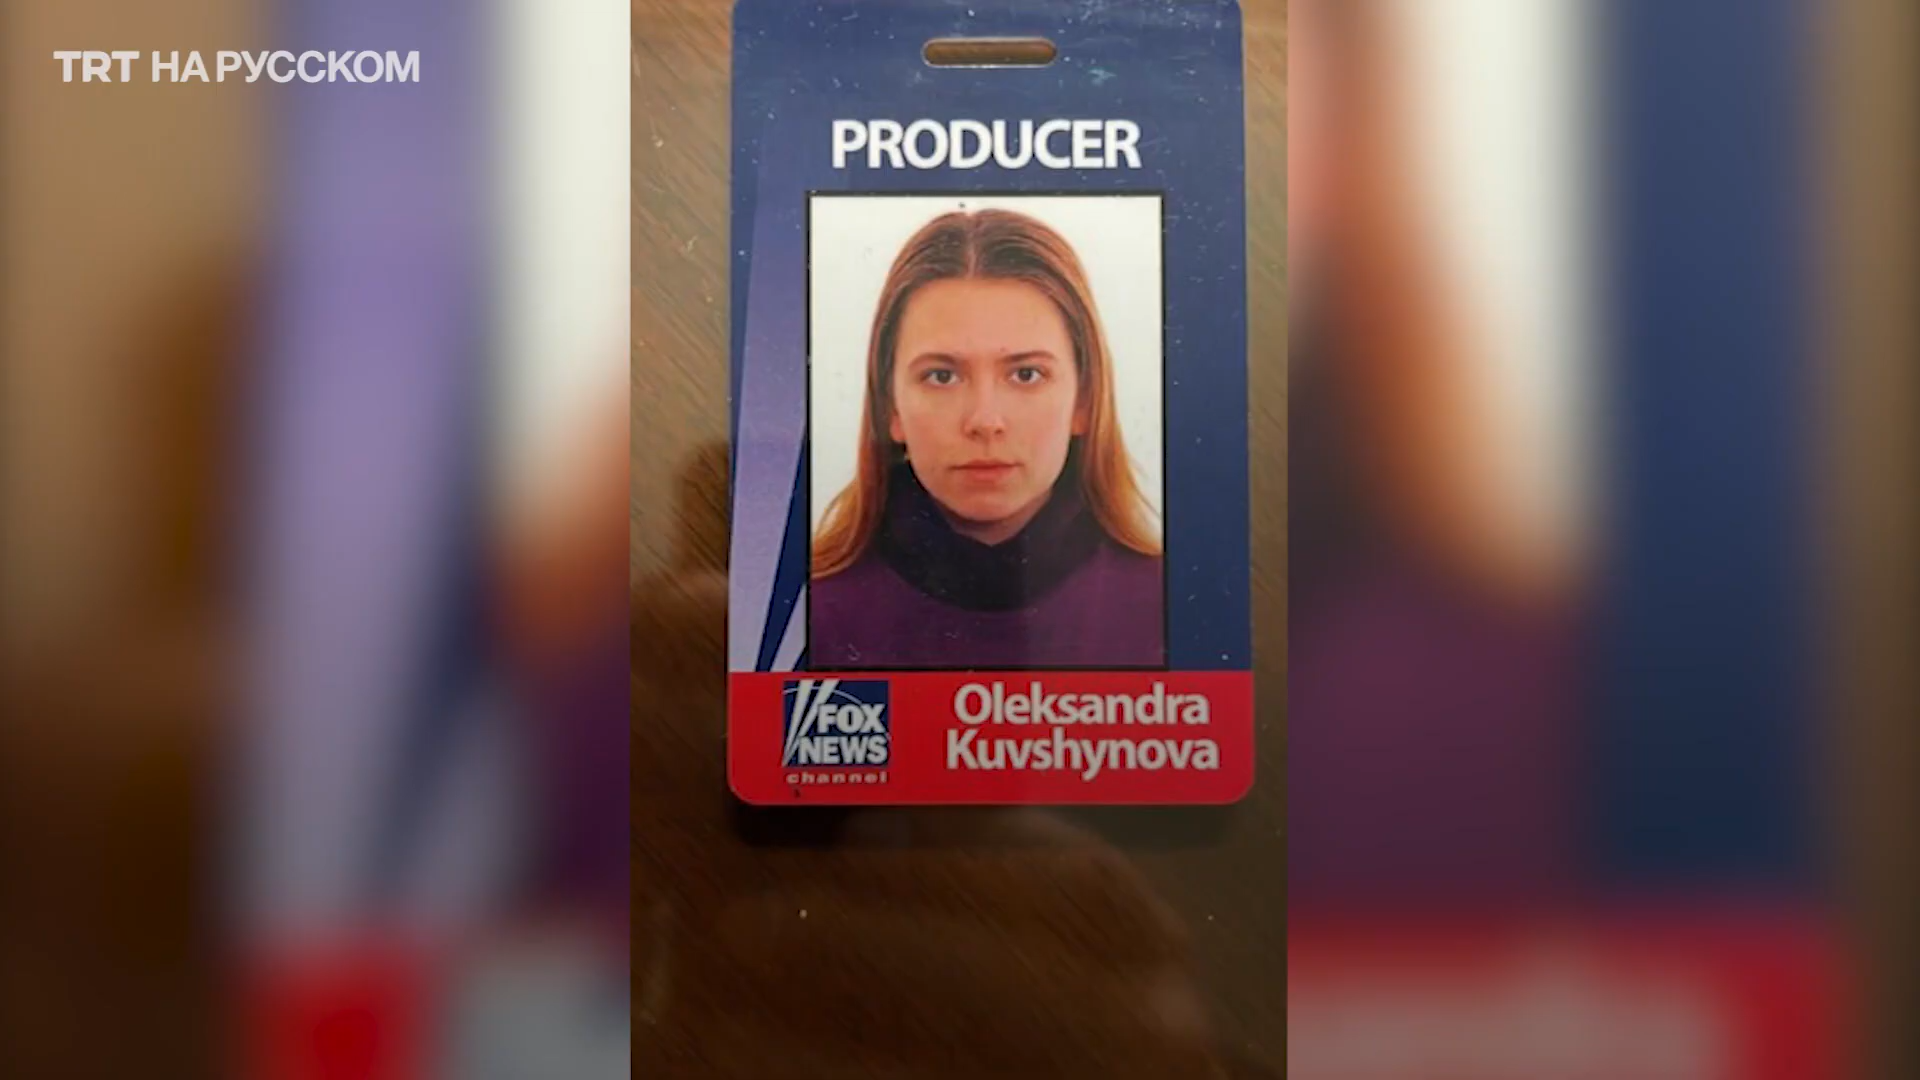 TRT НА РУССКОМ
PRODUCER
FOX
NEWS
channel
Oleksandra
Kuvshynova